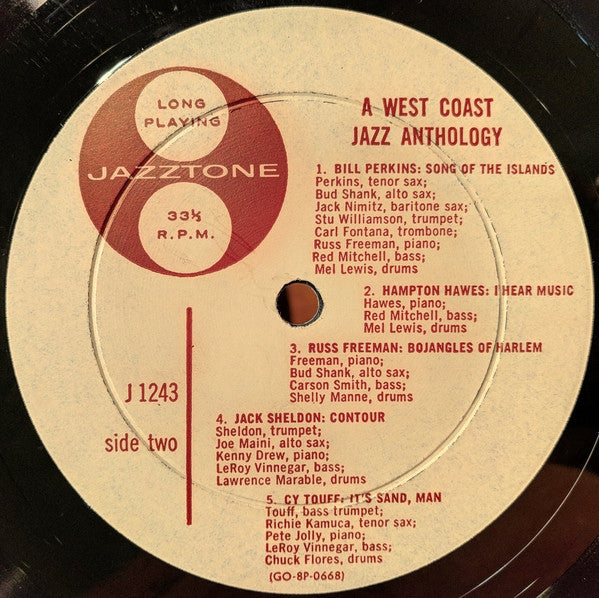 LONG
PLAYING
JAZZTONE
33⅓
R.P.M.
A WEST COAST
JAZZ ANTHOLOGY
1. BILL PERKINS: SONG OF THE ISLANDS
Perkins, tenor sax;
Bud Shank, alto sax;
Jack Nimitz, baritone sax;
Stu Williamson, trumpet;
Carl Fontana, trombone;
Russ Freeman, piano;
Red Mitchell, bass;
Mel Lewis, drums
2. HAMPTON HAWES: I HEAR MUSIC
Hawes, piano;
Red Mitchell, bass;
Mel Lewis, drums
3. RUSS FREEMAN: BOJANGLES OF HARLEM
Freeman, piano;
Bud Shank, alto sax;
Carson Smith, bass;
Shelly Manne, drums
J 1243
side two
4. JACK SHELDON: CONTOUR
Sheldon, trumpet;
Joe Maini, alto sax;
Kenny Drew, piano;
LeRoy Vinnegar, bass;
Lawrence Marable, drums
5. CY TOUFF: IT'S SAND, MAN
Touff, bass trumpet;
Richie Kamuca, tenor sax;
Pete Jolly, piano;
LeRoy Vinnegar, bass;
Chuck Flores, drums
(GO-8P-0668)